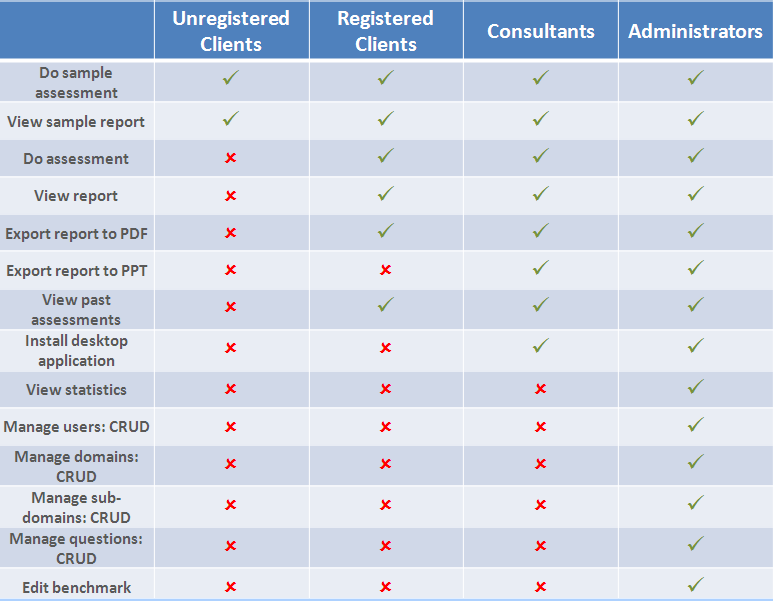 Unregistered Clients
Registered Clients
Consultants
Administrators
Do sample
assessment
✓ ✓ ✓ ✓
View sample report ✓ ✓ ✓ ✓
Do assessment ✗ ✓ ✓ ✓
View report ✗ ✓ ✓ ✓
Export report to PDF ✗ ✓ ✓ ✓
Export report to PPT ✗ ✗ ✓ ✓
View past
assessments
✗ ✓ ✓ ✓
Install desktop
application
✗ ✗ ✓ ✓
View statistics ✗ ✗ ✗ ✓
Manage users: CRUD ✗ ✗ ✗ ✓
Manage domains:
CRUD
✗ ✗ ✗ ✓
Manage sub-
domains: CRUD
✗ ✗ ✗ ✓
Manage questions:
CRUD
✗ ✗ ✗ ✓
Edit benchmark ✗ ✗ ✗ ✓